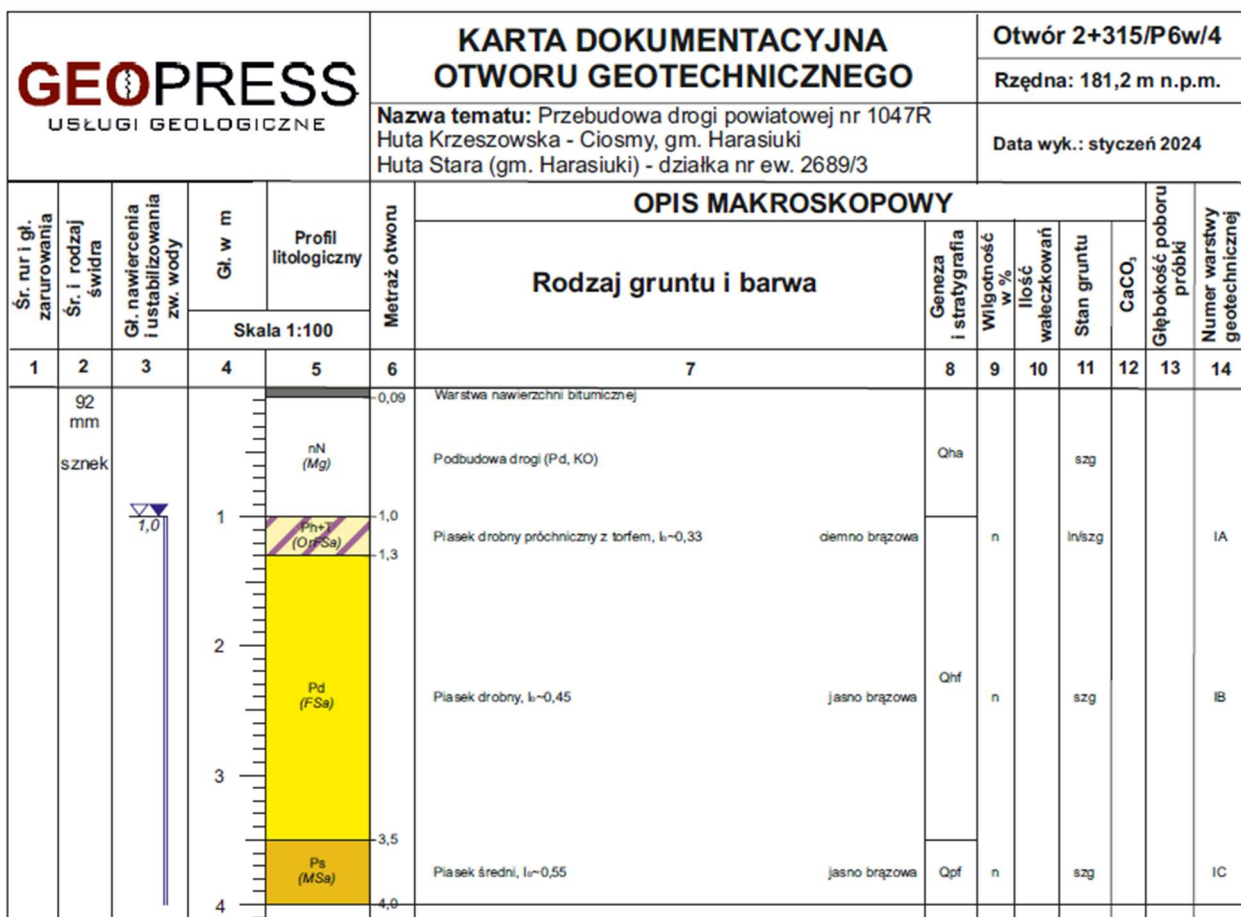 GEOPRESS
USŁUGI GEOLOGICZNE
KARTA DOKUMENTACYJNA
OTWORU GEOTECHNICZNEGO
Nazwa tematu: Przebudowa drogi powiatowej nr 1047R
Huta Krzeszowska - Ciosmy, gm. Harasiuki
Huta Stara (gm. Harasiuki) - działka nr ew. 2689/3
Otwór 2+315/P6w/4
Rzędna: 181,2 m n.p.m.
Data wyk.: styczeń 2024
Śr. rur i gł. zarurowania
Śr. i rodzaj świdra
Gł. nawiercenia i ustabilizowania zw. wody
Gł. w m
Profil litologiczny
Skala 1:100
Metraż otworu
OPIS MAKROSKOPOWY
Rodzaj gruntu i barwa
Geneza i stratygrafia
Wilgotność w %
Ilość wałeczkowań
Stan gruntu
CaCO₃
Głębokość poboru próbki
Numer warstwy geotechnicznej
1 2 3 4 5 6 7 8 9 10 11 12 13 14
92
mm
sznek
0,09 Warstwa nawierzchni bitumicznej
nN
(Mg)
Podbudowa drogi (Pd, KO) Qha szg
1,0
1 1,0
Ph+T
(OrFSa)
Piasek drobny próchniczny z torfem, I₀~0,33 ciemno brązowa n ln/szg IA
1,3
2
Pd
(FSa)
Piasek drobny, I₀~0,45 jasno brązowa Qhf n szg IB
3
3,5
Ps
(MSa)
Piasek średni, I₀~0,55 jasno brązowa Qpf n szg IC
4 4,0